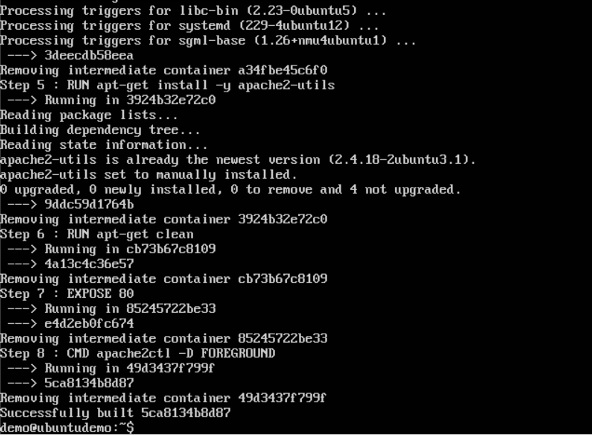 Processing triggers for libc-bin (2.23-0ubuntu5) ...
Processing triggers for systemd (229-4ubuntu12) ...
Processing triggers for sgml-base (1.26+nmu4ubuntu1) ...
 ---> 3deecdb58eea
Removing intermediate container a34fbe45c6f0
Step 5 : RUN apt-get install -y apache2-utils
 ---> Running in 3924b32e72c0
Reading package lists...
Building dependency tree...
Reading state information...
apache2-utils is already the newest version (2.4.18-2ubuntu3.1).
apache2-utils set to manually installed.
0 upgraded, 0 newly installed, 0 to remove and 4 not upgraded.
 ---> 9ddc59d1764b
Removing intermediate container 3924b32e72c0
Step 6 : RUN apt-get clean
 ---> Running in cb73b67c8109
 ---> 4a13c4c36e57
Removing intermediate container cb73b67c8109
Step 7 : EXPOSE 80
 ---> Running in 85245722be33
 ---> e4d2eb0fc674
Removing intermediate container 85245722be33
Step 8 : CMD apache2ctl -D FOREGROUND
 ---> Running in 49d3437f799f
 ---> 5ca8134b8d87
Removing intermediate container 49d3437f799f
Successfully built 5ca8134b8d87
demo@ubuntudemo:~$